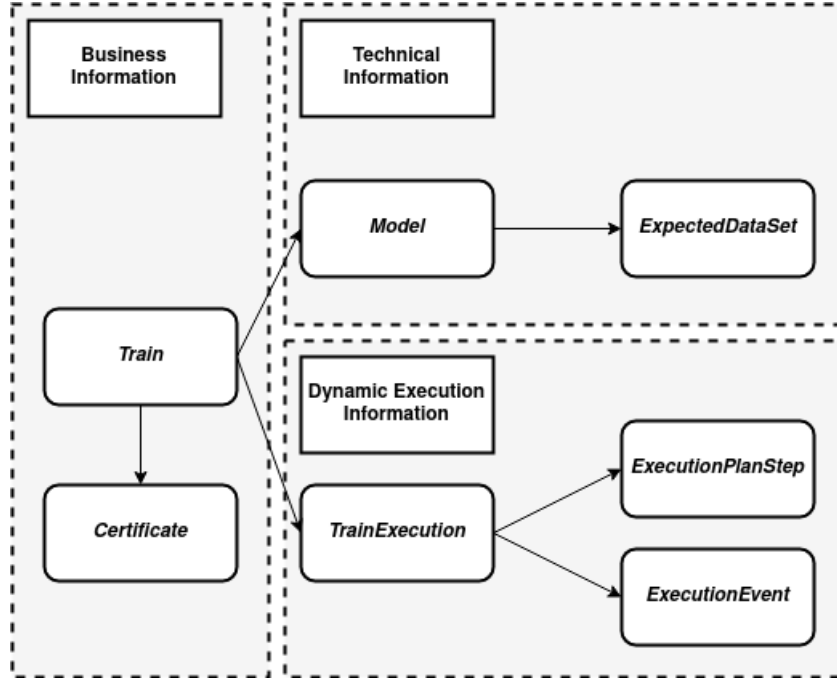 Business
Information
Technical
Information
Model
ExpectedDataSet
Train
Dynamic Execution
Information
ExecutionPlanStep
Certificate
TrainExecution
ExecutionEvent